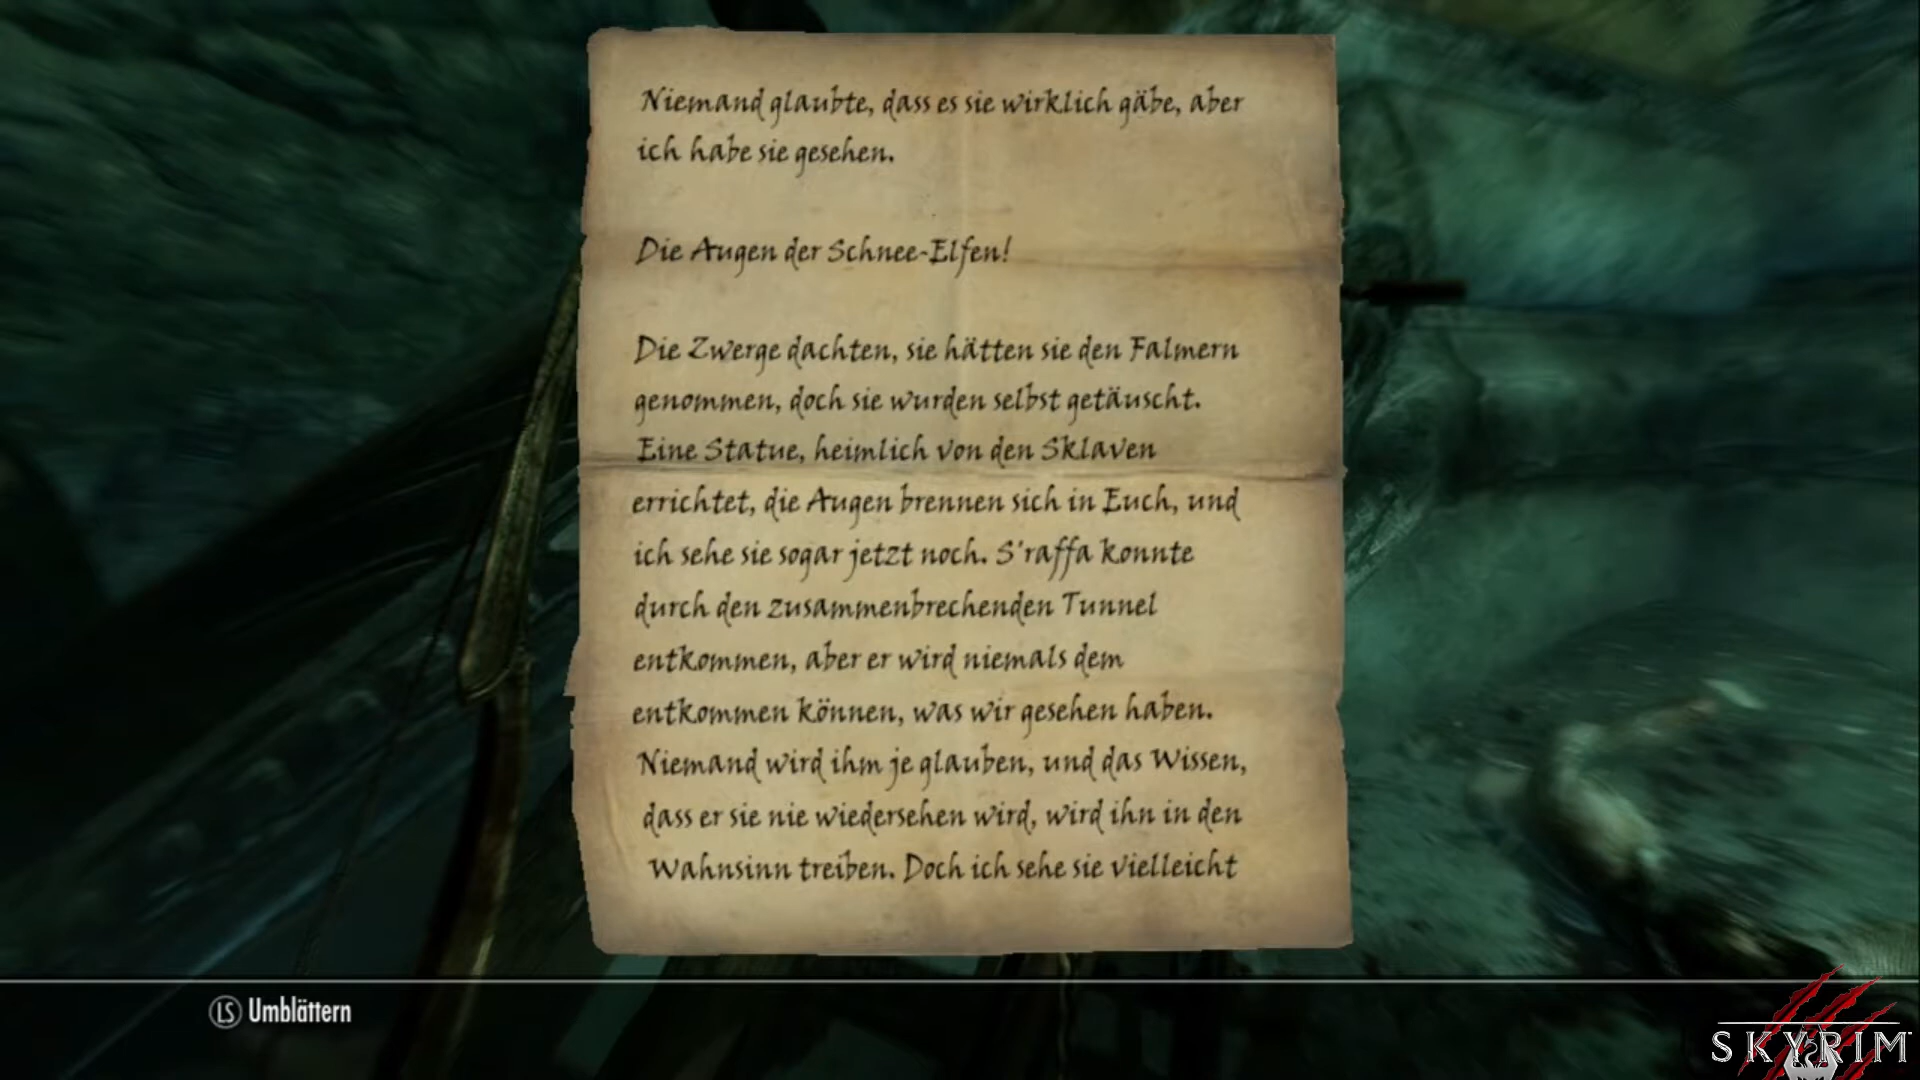 Niemand glaubte, dass es sie wirklich gäbe, aber
ich habe sie gesehen.
Die Augen der Schnee-Elfen!
Die Zwerge dachten, sie hätten sie den Falmern
genommen, doch sie wurden selbst getäuscht.
Eine Statue, heimlich von den Sklaven
errichtet, die Augen brennen sich in Euch, und
ich sehe sie sogar jetzt noch. S'raffa konnte
durch den zusammenbrechenden Tunnel
entkommen, aber er wird niemals dem
entkommen können, was wir gesehen haben.
Niemand wird ihm je glauben, und das Wissen,
dass er sie nie wiedersehen wird, wird ihn in den
Wahnsinn treiben. Doch ich sehe sie vielleicht
LS Umblättern
SKYRIM